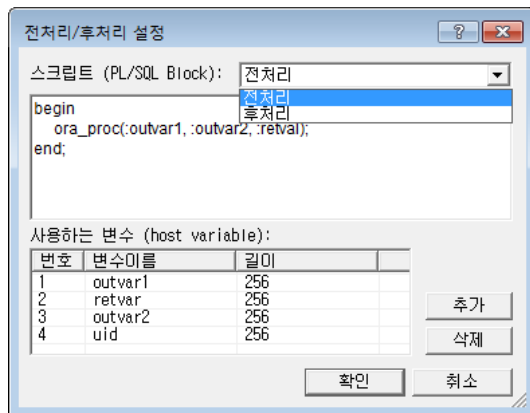 전처리/후처리 설정
스크립트 (PL/SQL Block): 전처리
전처리
후처리
begin
ora_proc(:outvar1, :outvar2, :retval);
end;
사용하는 변수 (host variable):
번호 변수이름 길이
1 outvar1 256
2 retvar 256
3 outvar2 256
4 uid 256
추가
삭제
확인 취소